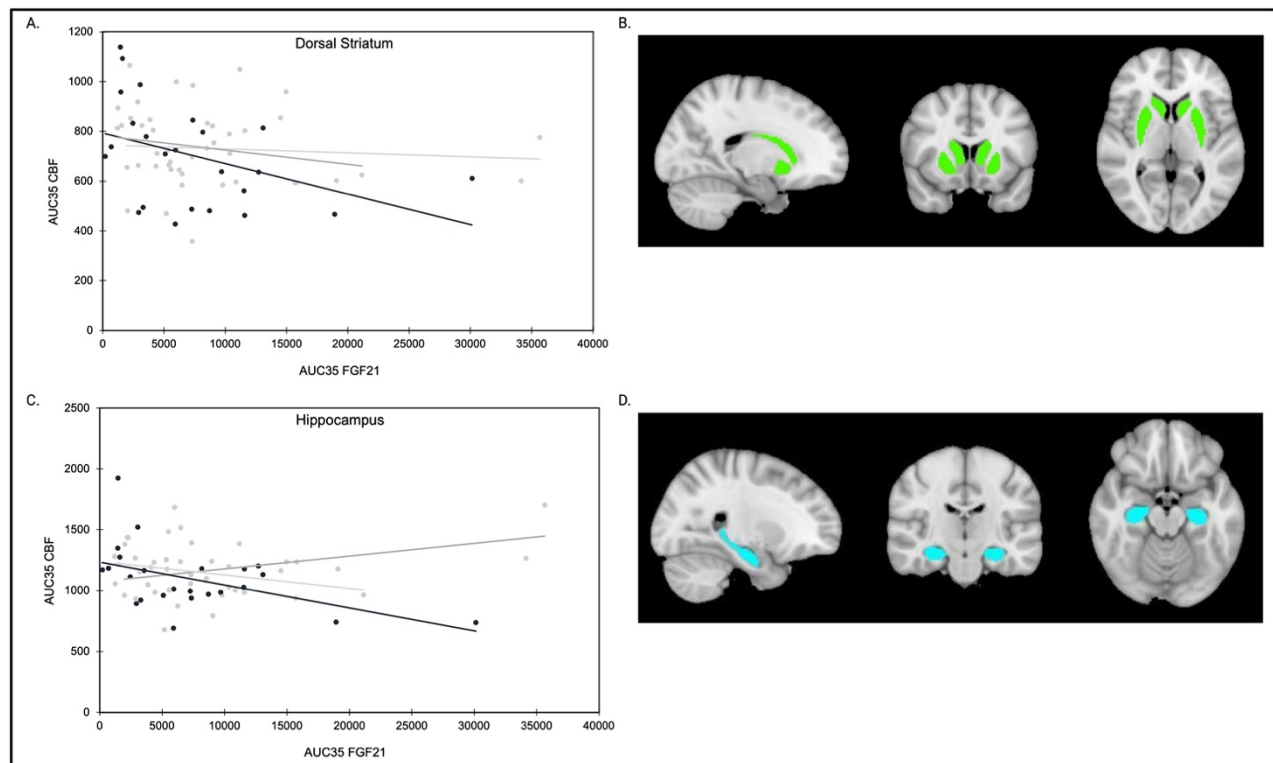 A.
Dorsal Striatum
1200
1000
800
600
400
200
0
AUC35 CBF
0 5000 10000 15000 20000 25000 30000 35000 40000
AUC35 FGF21
B.
C.
Hippocampus
2500
2000
1500
1000
500
0
AUC35 CBF
0 5000 10000 15000 20000 25000 30000 35000 40000
AUC35 FGF21
D.